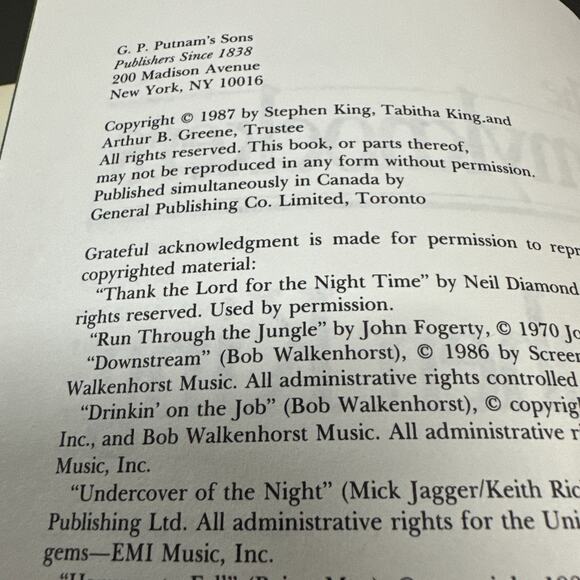 G. P. Putnam's Sons
Publishers Since 1838
200 Madison Avenue
New York, NY 10016
Copyright © 1987 by Stephen King, Tabitha King.and
Arthur B. Greene, Trustee
All rights reserved. This book, or parts thereof,
may not be reproduced in any form without permission.
Published simultaneously in Canada by
General Publishing Co. Limited, Toronto
Grateful acknowledgment is made for permission to repr
copyrighted material:
"Thank the Lord for the Night Time" by Neil Diamond
rights reserved. Used by permission.
"Run Through the Jungle" by John Fogerty, © 1970 Jo
"Downstream" (Bob Walkenhorst), © 1986 by Screen
Walkenhorst Music. All administrative rights controlled
"Drinkin' on the Job" (Bob Walkenhorst), © copyrigh
Inc., and Bob Walkenhorst Music. All administrative r
Music, Inc.
"Undercover of the Night" (Mick Jagger/Keith Ric
Publishing Ltd. All administrative rights for the Uni
gems—EMI Music, Inc.